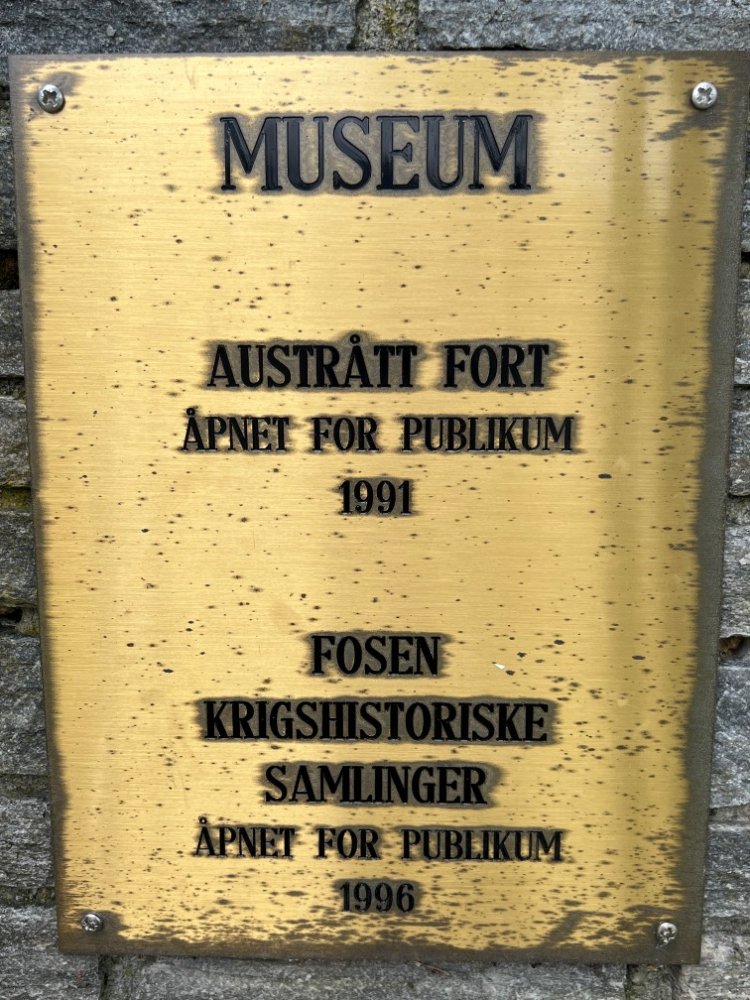 MUSEUM
AUSTRÅTT FORT
ÅPNET FOR PUBLIKUM
1991
FOSEN
KRIGSHISTORISKE
SAMLINGER
ÅPNET FOR PUBLIKUM
1996